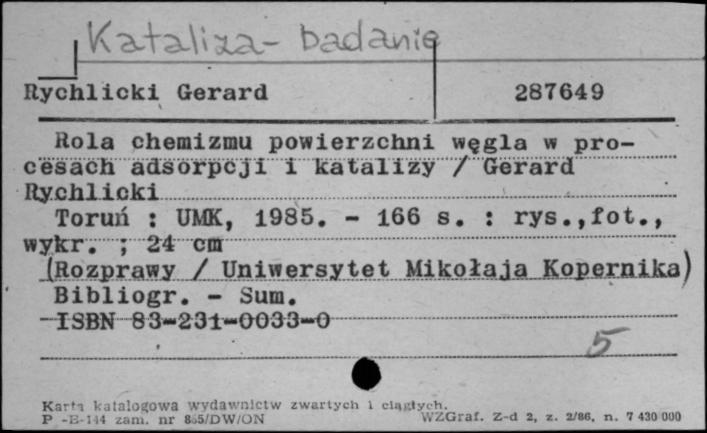 Kataliza - badanie
Rychlicki Gerard 287649
Rola chemizmu powierzchni węgla w pro-
cesach adsorpcji i katalizy / Gerard
Rychlicki
Toruń : UMK, 1985. - 166 s. : rys.,fot.,
wykr. ; 24 cm
(Rozprawy / Uniwersytet Mikołaja Kopernika)
Bibliogr. - Sum.
ISBN 83-231-0033-0
5
Karta katalogowa wydawnictw zwartych i ciągłych.
P -E-144 zam. nr 865/DW/ON WZGraf. Z-d 2, z. 2/86, n. 7 430 000